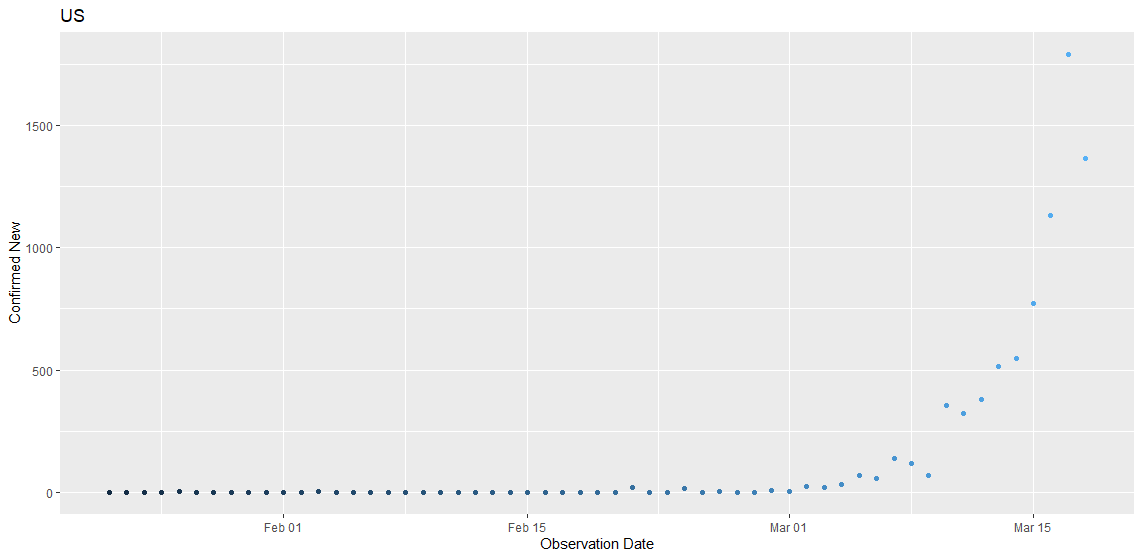 US
Confirmed New
1500
1000
500
0
Feb 01
Feb 15
Mar 01
Mar 15
Observation Date